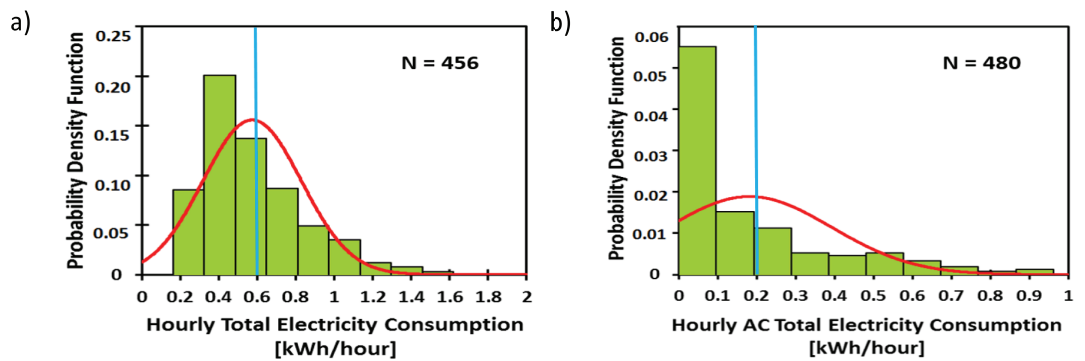 a)
Probability Density Function
0.25
0.20
0.15
0.10
0.05
0
N = 456
0 0.2 0.4 0.6 0.8 1 1.2 1.4 1.6 1.8 2
Hourly Total Electricity Consumption
[kWh/hour]
b)
Probability Density Function
0.06
0.05
0.04
0.03
0.02
0.01
0
N = 480
0 0.1 0.2 0.3 0.4 0.5 0.6 0.7 0.8 0.9 1
Hourly AC Total Electricity Consumption
[kWh/hour]